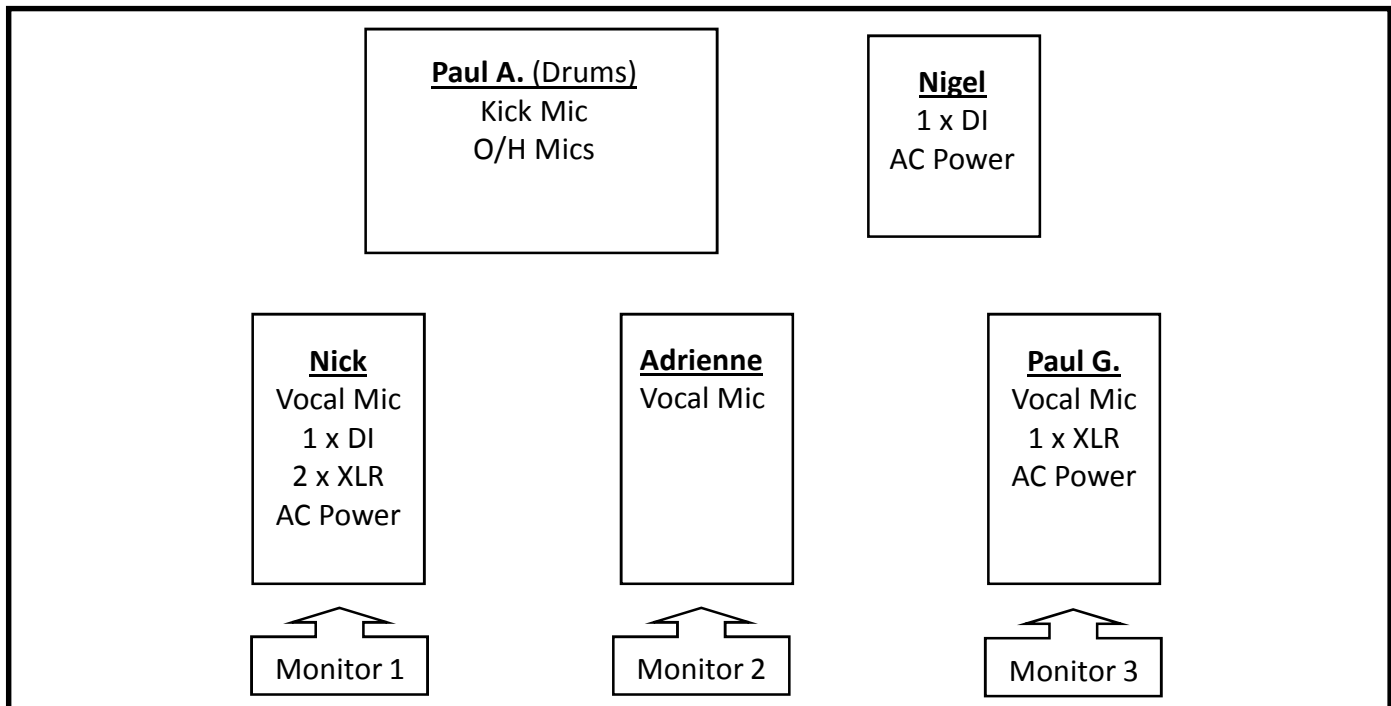 Paul A. (Drums)
Kick Mic
O/H Mics
Nigel
1 x DI
AC Power
Nick
Vocal Mic
1 x DI
2 x XLR
AC Power
Adrienne
Vocal Mic
Paul G.
Vocal Mic
1 x XLR
AC Power
Monitor 1
Monitor 2
Monitor 3